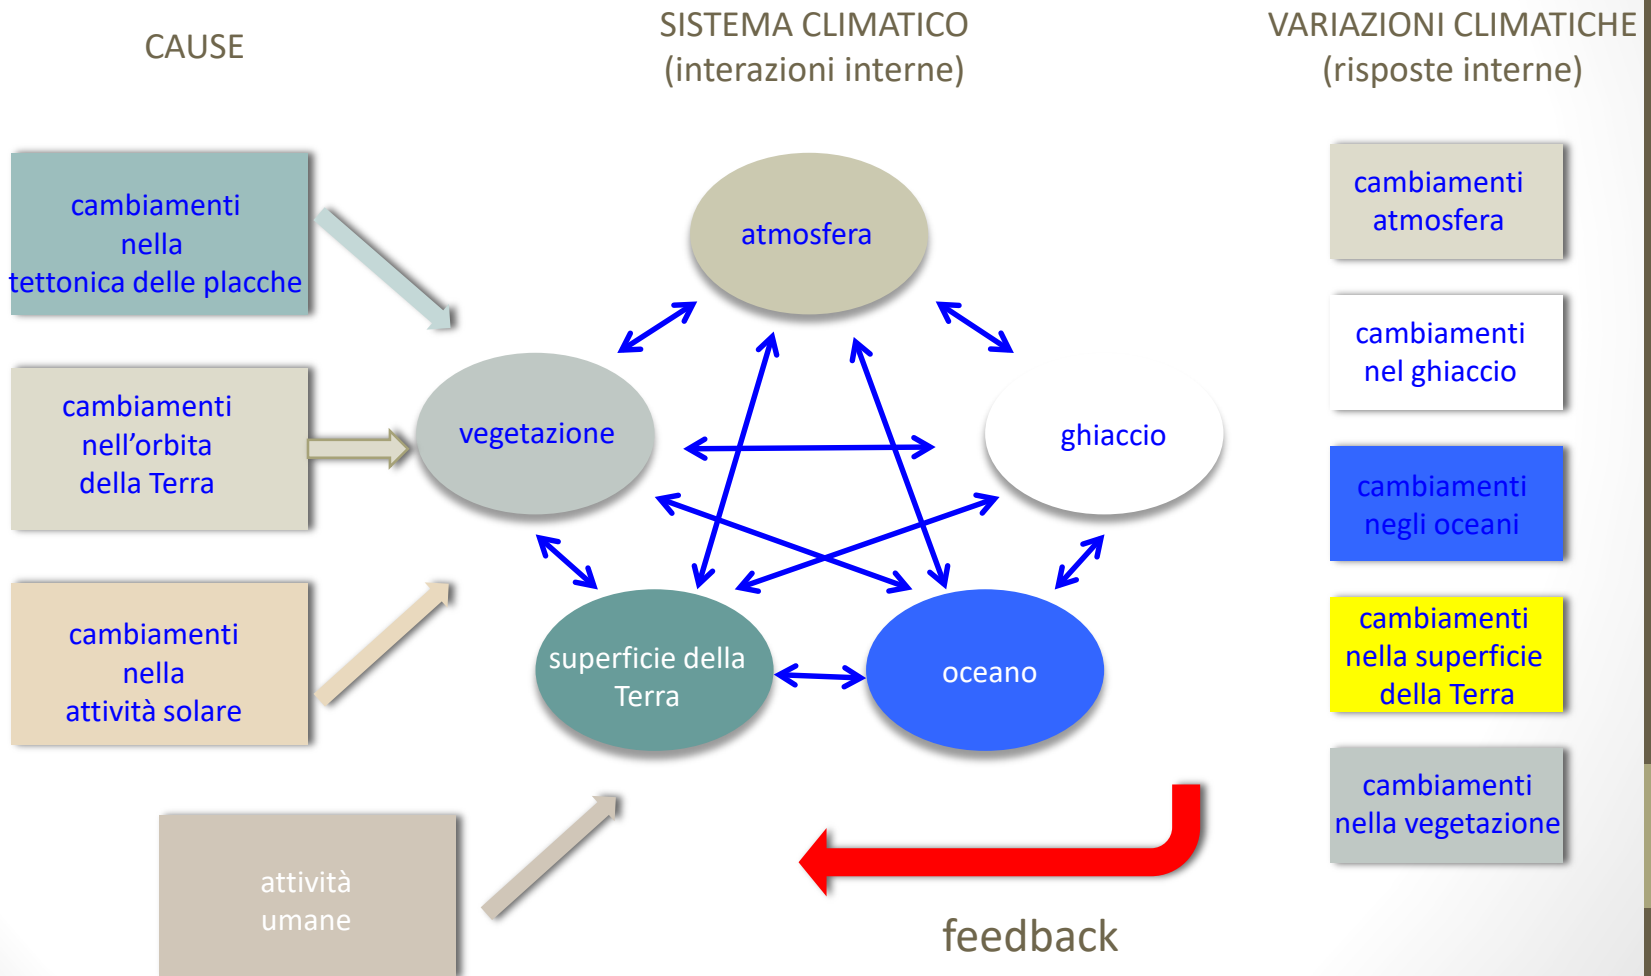 CAUSE
SISTEMA CLIMATICO
(interazioni interne)
VARIAZIONI CLIMATICHE
(risposte interne)
cambiamenti
nella
tettonica delle placche
cambiamenti
nell'orbita
della Terra
cambiamenti
nella
attività solare
attività
umane
atmosfera
vegetazione
ghiaccio
superficie della
Terra
oceano
feedback
cambiamenti
atmosfera
cambiamenti
nel ghiaccio
cambiamenti
negli oceani
cambiamenti
nella superficie
della Terra
cambiamenti
nella vegetazione